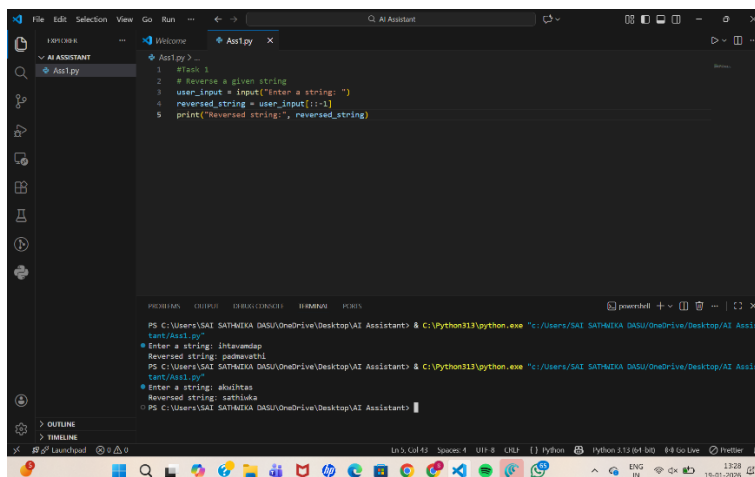 File Edit Selection View Go Run ··· AI Assistant
EXPLORER ··· Welcome Ass1.py
AI ASSISTANT
Ass1.py
Ass1.py > ...
1 #Task 1
2 # Reverse a given string
3 user_input = input("Enter a string: ")
4 reversed_string = user_input[::-1]
5 print("Reversed string:", reversed_string)
PROBLEMS OUTPUT DEBUG CONSOLE TERMINAL PORTS powershell
PS C:\Users\SAI SATHWIKA DASU\OneDrive\Desktop\AI Assistant> & C:\Python313\python.exe "c:/Users/SAI SATHWIKA DASU/OneDrive/Desktop/AI Assis
tant/Ass1.py"
Enter a string: ihtavamdap
Reversed string: padmavathi
PS C:\Users\SAI SATHWIKA DASU\OneDrive\Desktop\AI Assistant> & C:\Python313\python.exe "c:/Users/SAI SATHWIKA DASU/OneDrive/Desktop/AI Assis
tant/Ass1.py"
Enter a string: akwihtas
Reversed string: sathiwka
PS C:\Users\SAI SATHWIKA DASU\OneDrive\Desktop\AI Assistant>
> OUTLINE
> TIMELINE
Launchpad 0 0 Ln 5, Col 43 Spaces: 4 UTF-8 CRLF {} Python Python 3.13 (64-bit) Go Live Prettier
65 ENG 13:28
IN 19-01-2026